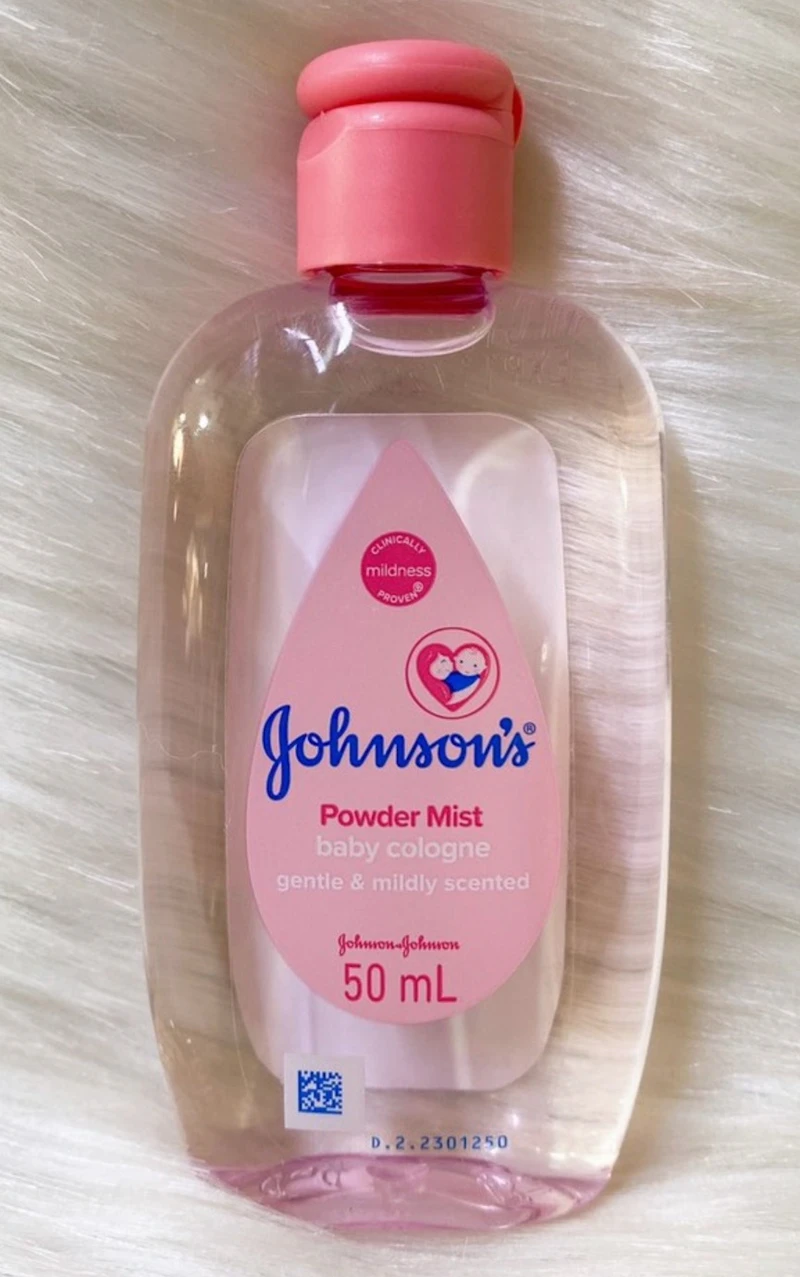 CLINICALLY
mildness
PROVEN®
Johnson's®
Powder Mist
baby cologne
gentle & mildly scented
Johnson & Johnson
50 mL
D.2.2301250